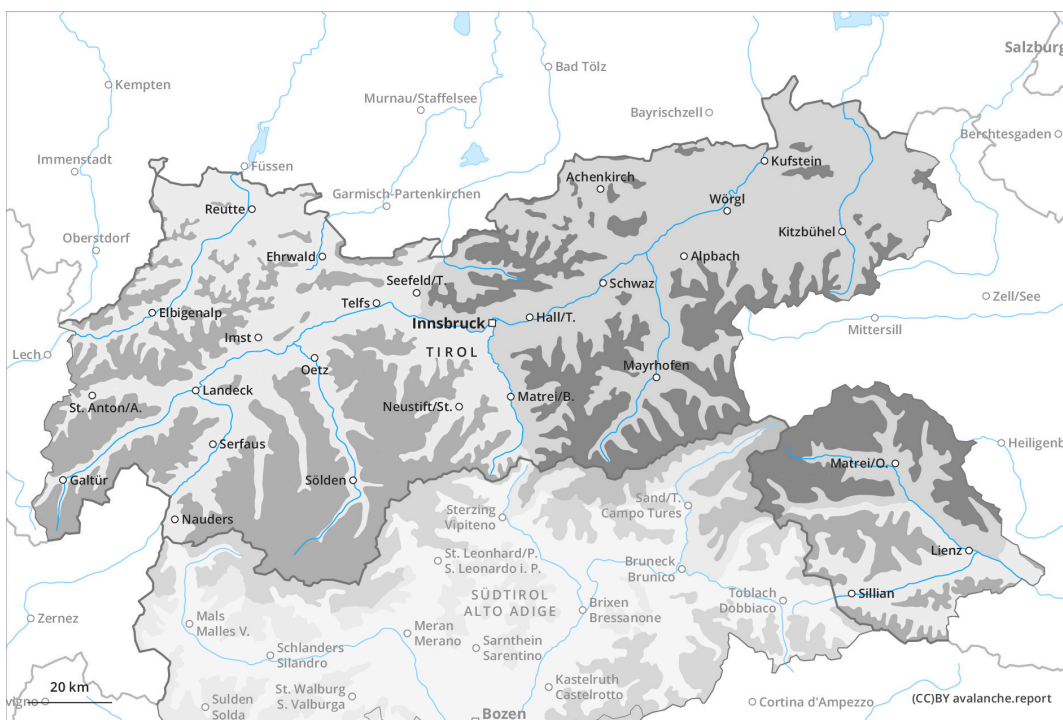 Salzburg
Bad Tölz
Kempten
Murnau/Staffelsee
Bayrischzell
Berchtesgaden
Immenstadt
Füssen
Kufstein
Achenkirch
Garmisch-Partenkirchen
Reutte
Wörgl
Kitzbühel
Oberstdorf
Ehrwald
Alpbach
Seefeld/T.
Schwaz
Telfs
Zell/See
Elbigenalp
Hall/T.
Innsbruck
Mittersill
Imst
TIROL
Lech
Oetz
Mayrhofen
Landeck
St. Anton/A.
Neustift/St.
Matrei/B.
Serfaus
Heiligenb
Matrei/O.
Galtür
Sölden
Sand/T.
Campo Tures
Sterzing
Vipiteno
Nauders
Lienz
St. Leonhard/P.
S. Leonardo i. P.
Bruneck
Brunico
SÜDTIROL
ALTO ADIGE
Sillian
Toblach
Dobbiaco
Brixen
Bressanone
Zernez
Mals
Malles V.
Meran
Merano
Sarnthein
Sarentino
Schlanders
Silandro
Kastelruth
Castelrotto
20 km
St. Walburg
S. Valburga
Sulden
Solda
vigno
Cortina d'Ampezzo
(CC)BY avalanche.report
Bozen